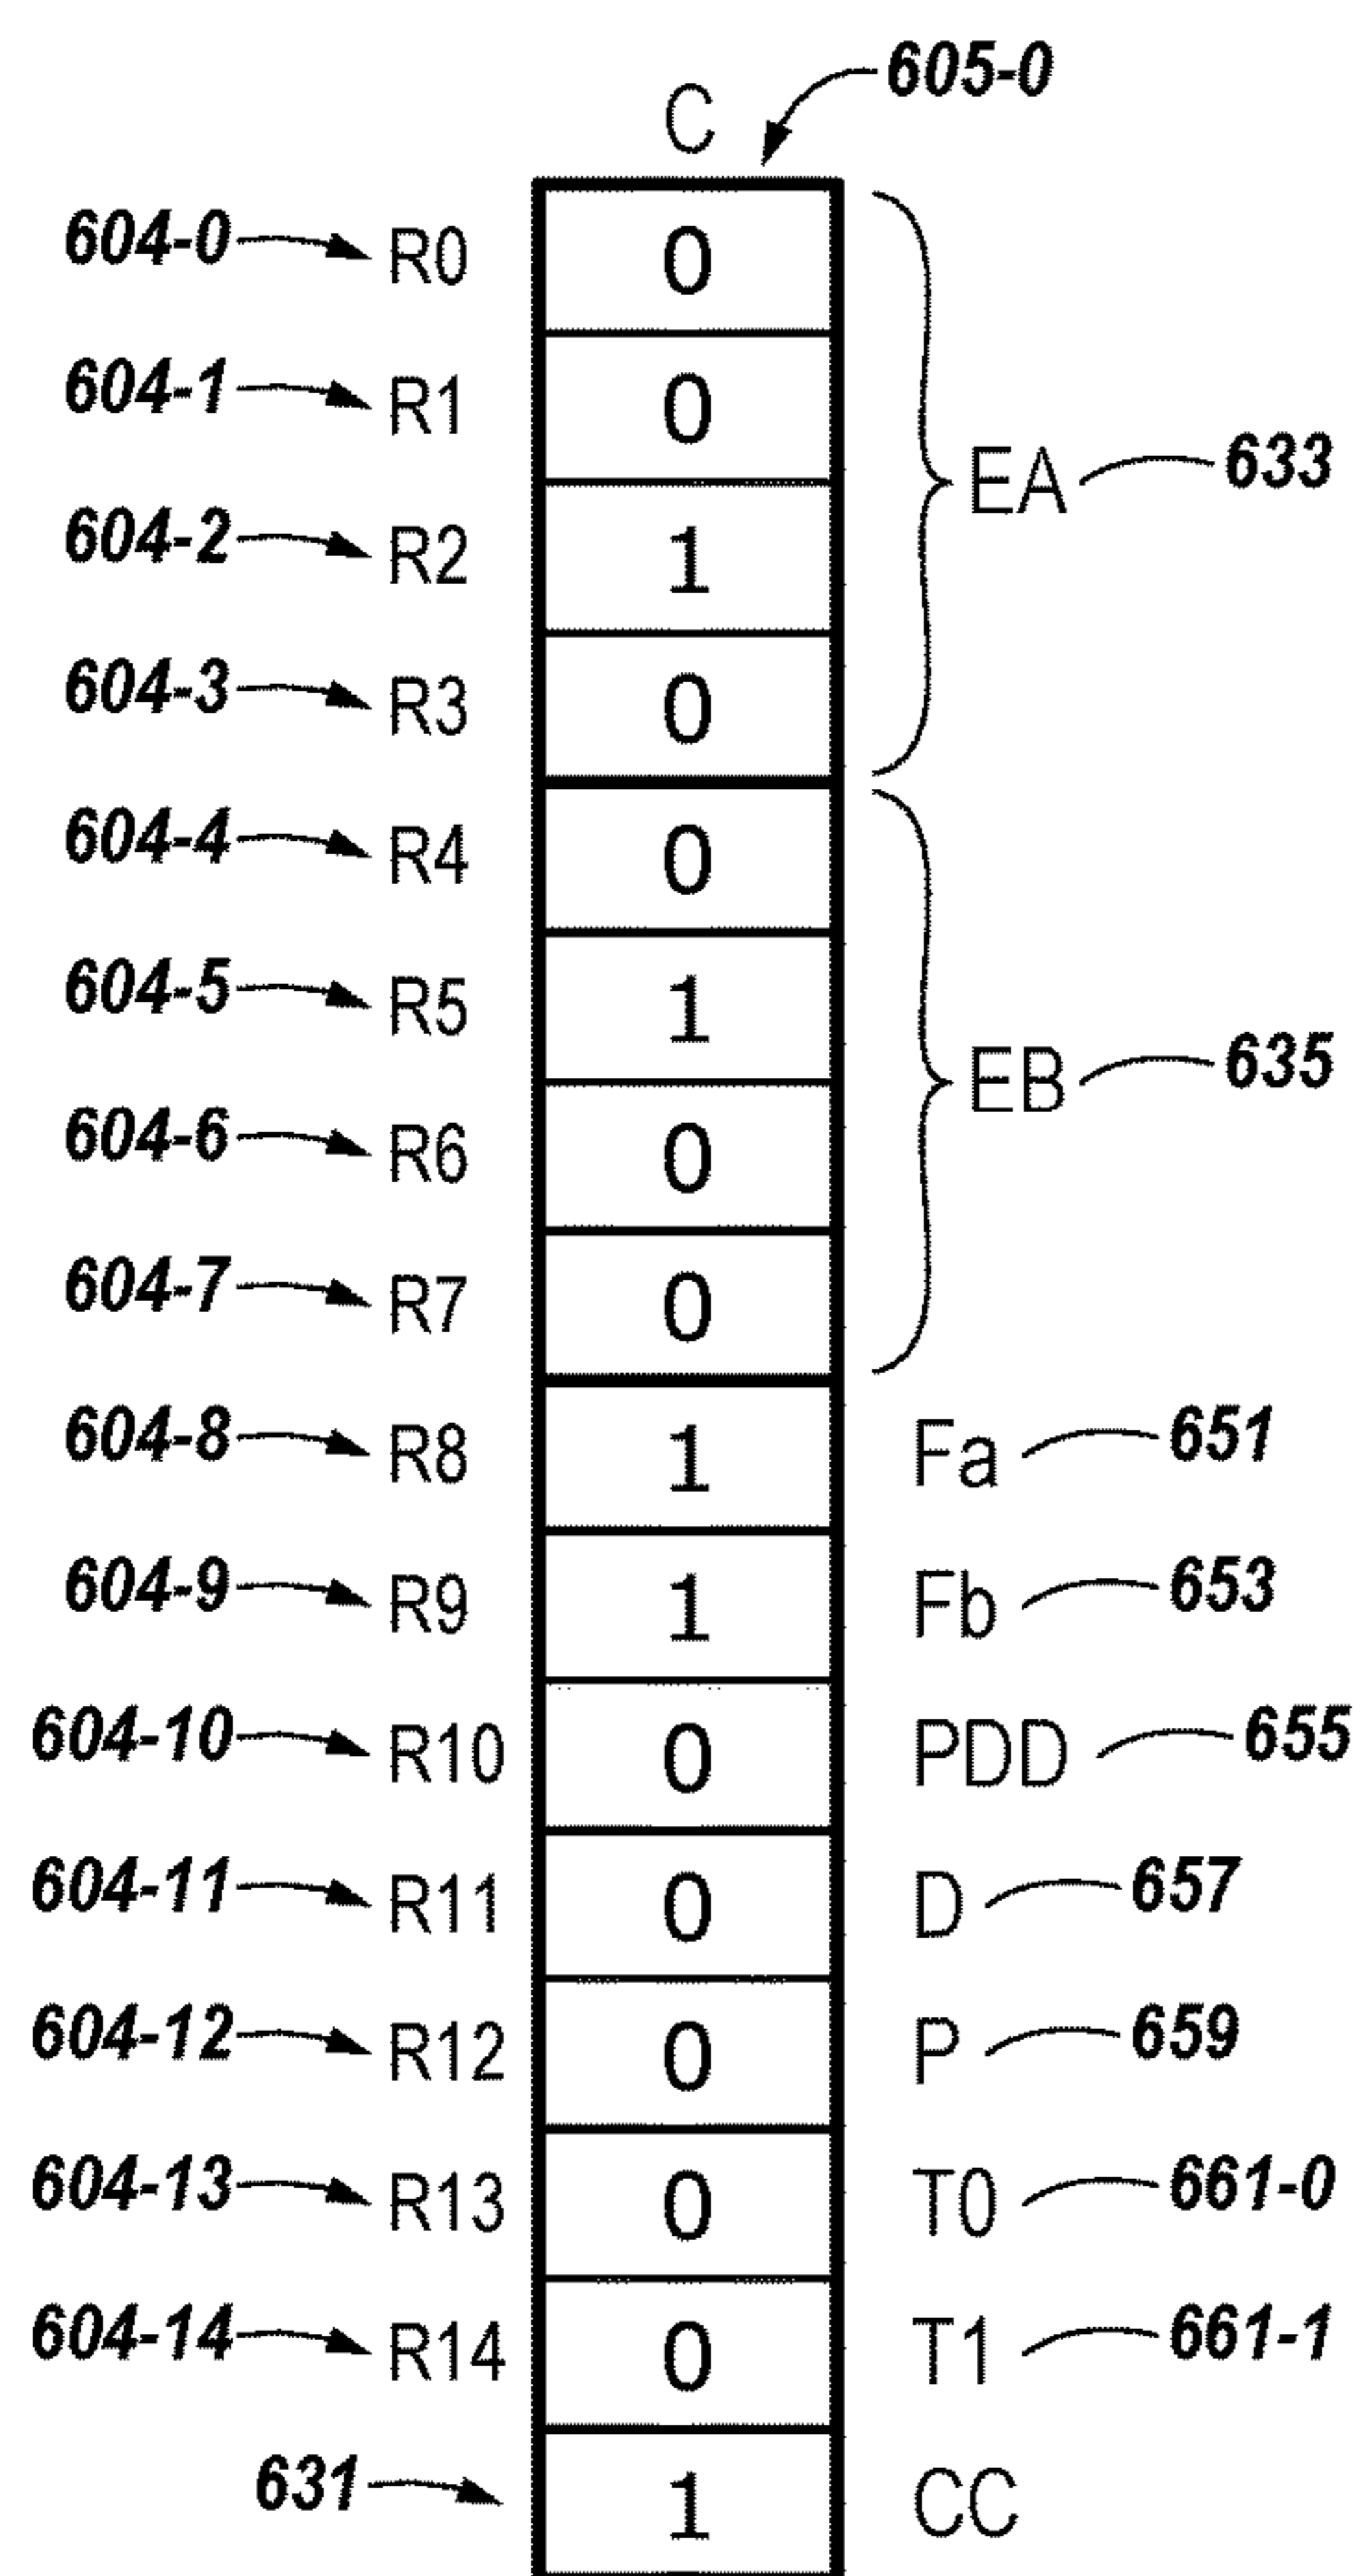 C 605-0
604-0 R0 0
604-1 R1 0
604-2 R2 1
EA 633
604-3 R3 0
604-4 R4 0
604-5 R5 1
EB 635
604-6 R6 0
604-7 R7 0
604-8 R8 1 Fa 651
604-9 R9 1 Fb 653
604-10 R10 0 PDD 655
604-11 R11 0 D 657
604-12 R12 0 P 659
604-13 R13 0 T0 661-0
604-14 R14 0 T1 661-1
631 1 CC